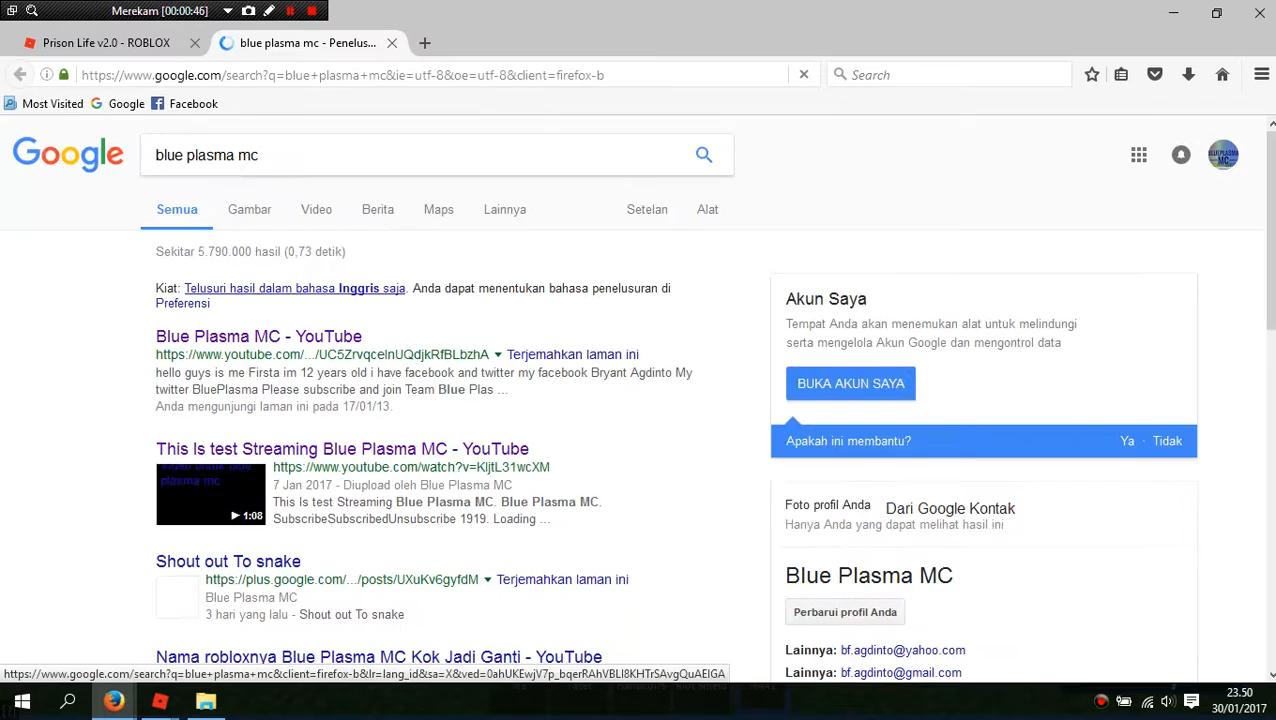 Merekam [00:00:46]
Prison Life v2.0 - ROBLOX
blue plasma mc - Penelus...
https://www.google.com/search?q=blue+plasma+mc&ie=utf-8&oe=utf-8&client=firefox-b
Search
Most Visited
Google
Facebook
Google
blue plasma mc
BLUEPLASMA
MC
Semua
Gambar
Video
Berita
Maps
Lainnya
Setelan
Alat
Sekitar 5.790.000 hasil (0,73 detik)
Kiat: Telusuri hasil dalam bahasa Inggris saja. Anda dapat menentukan bahasa penelusuran di
Preferensi
Blue Plasma MC - YouTube
https://www.youtube.com/.../UC5ZrvqcelnUQdjkRfBLbzhA
Terjemahkan laman ini
hello guys is me Firsta im 12 years old i have facebook and twitter my facebook Bryant Agdinto My
twitter BluePlasma Please subscribe and join Team Blue Plas ...
Anda mengunjungi laman ini pada 17/01/13.
This Is test Streaming Blue Plasma MC - YouTube
plasma mc
1:08
https://www.youtube.com/watch?v=KljtL31wcXM
7 Jan 2017 - Diupload oleh Blue Plasma MC
This Is test Streaming Blue Plasma MC. Blue Plasma MC.
SubscribeSubscribedUnsubscribe 1919. Loading ...
Shout out To snake
https://plus.google.com/.../posts/UXuKv6gyfdM
Terjemahkan laman ini
Blue Plasma MC
3 hari yang lalu - Shout out To snake
Nama robloxnya Blue Plasma MC Kok Jadi Ganti - YouTube
Akun Saya
Tempat Anda akan menemukan alat untuk melindungi
serta mengelola Akun Google dan mengontrol data
BUKA AKUN SAYA
Apakah ini membantu?
Ya · Tidak
Foto profil Anda
Dari Google Kontak
Hanya Anda yang dapat melihat hasil ini
Blue Plasma MC
Perbarui profil Anda
Lainnya: bf.agdinto@yahoo.com
Lainnya: bf.agdinto@gmail.com
https://www.google.com/search?q=blue+plasma+mc&client=firefox-b&lr=lang_id&sa=X&ved=0ahUKEwjV7p_bqerRAhVBLI8KHTrSAvgQuAEIGA
23.50
30/01/2017